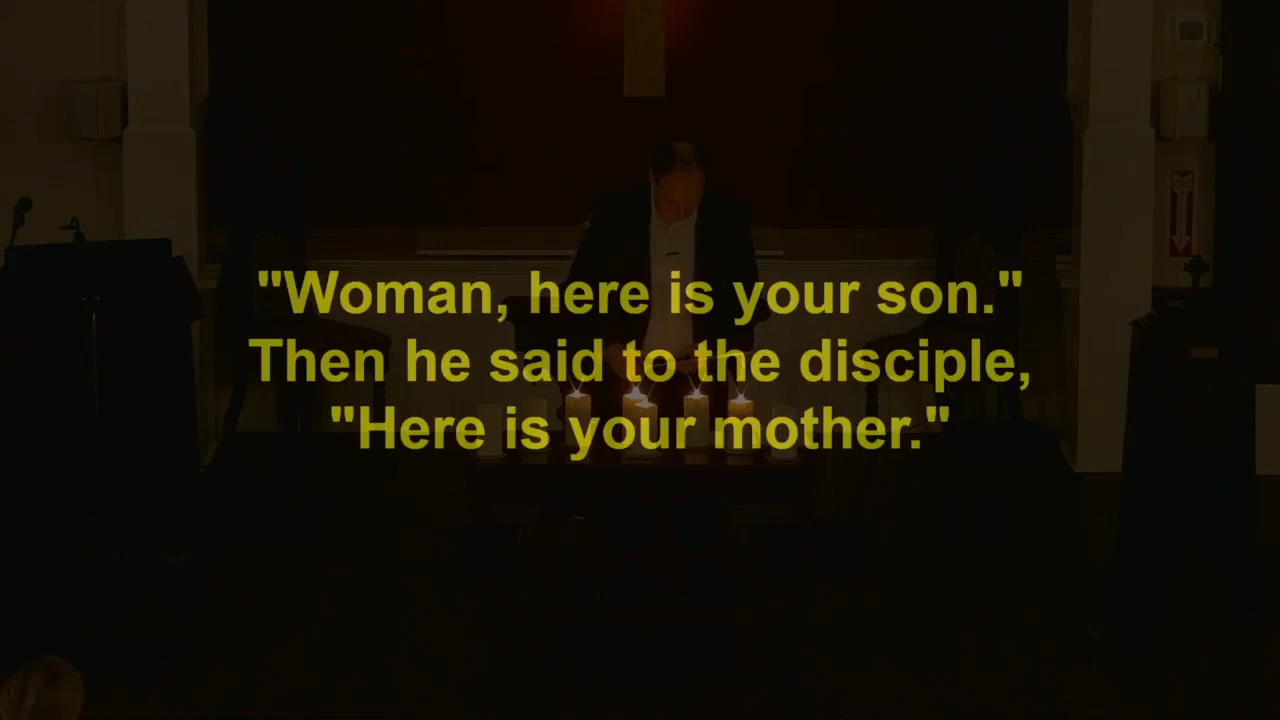 "Woman, here is your son."
Then he said to the disciple,
"Here is your mother."